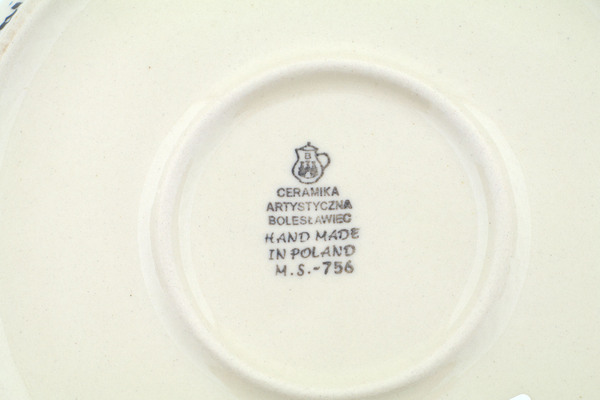 B
CERAMIKA
ARTYSTYCZNA
BOLESŁAWIEC
HAND MADE
IN POLAND
M.S.-756